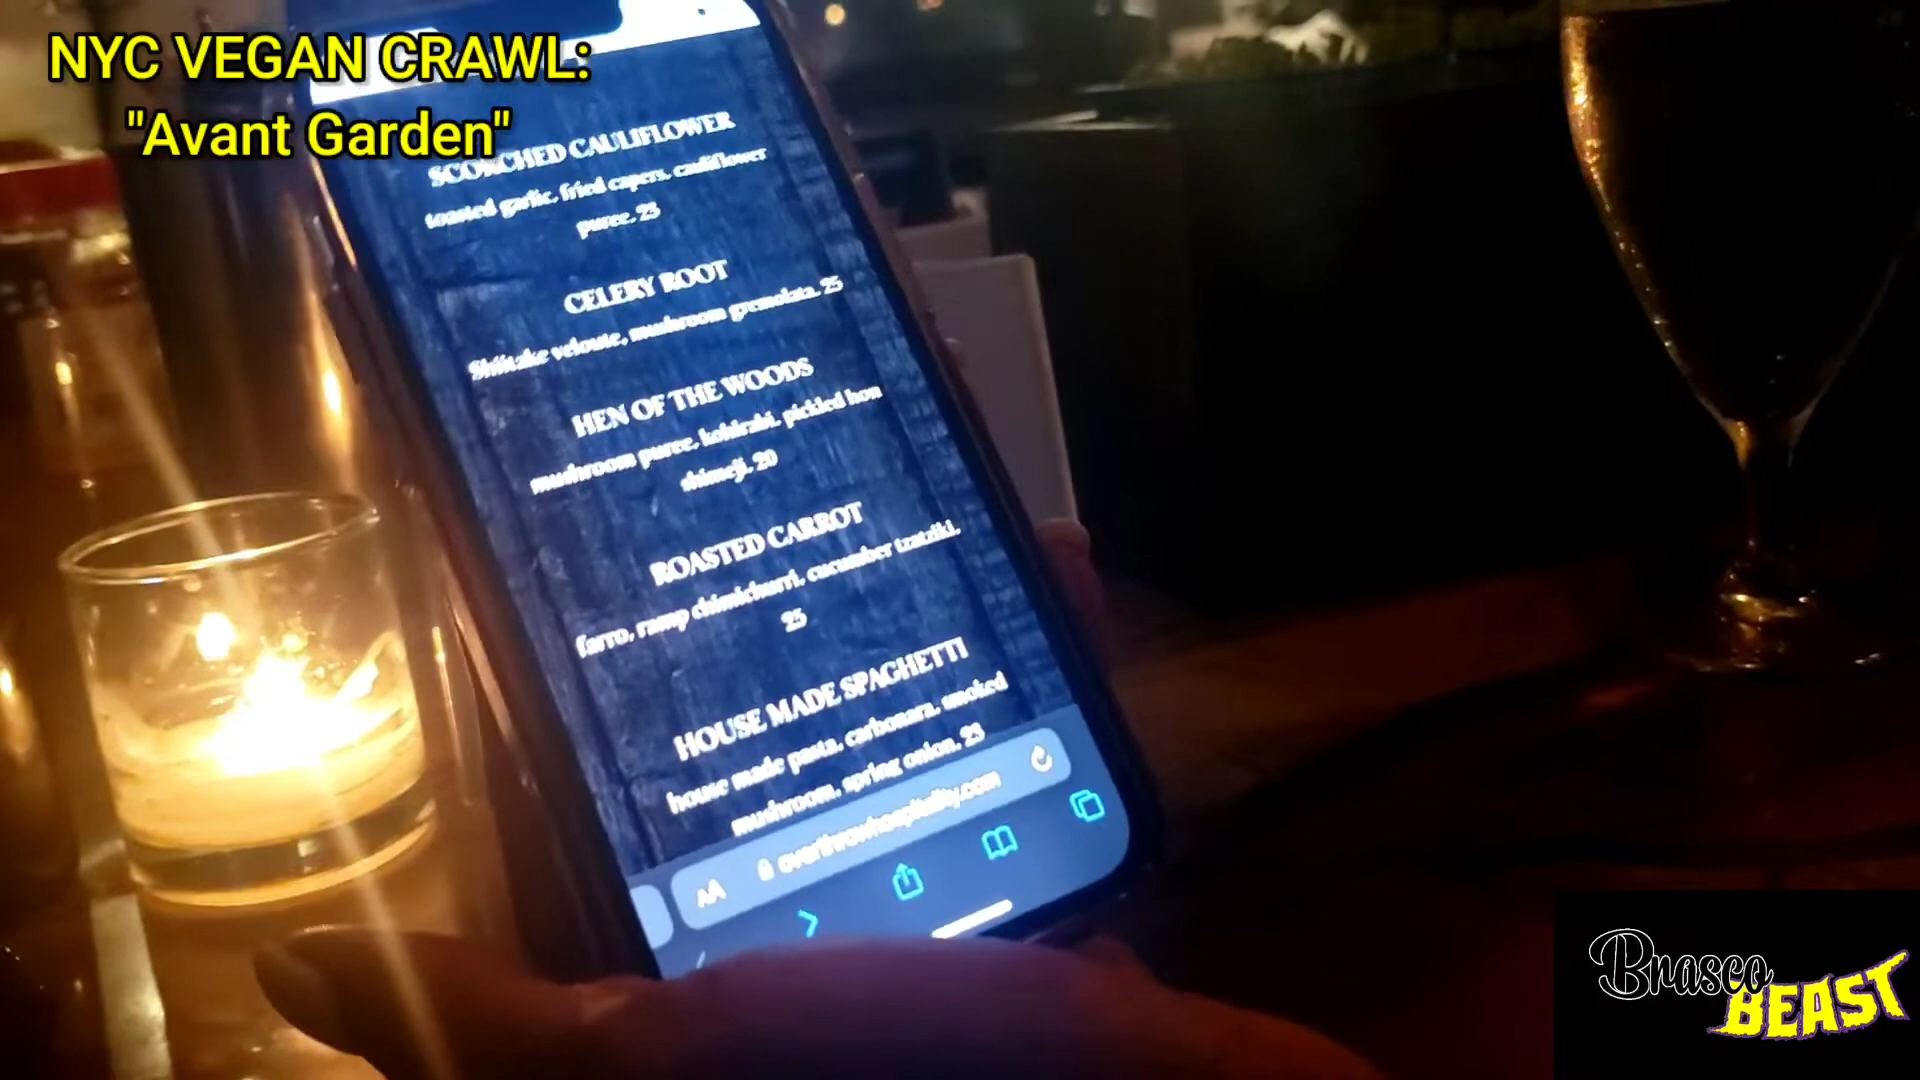 NYC VEGAN CRAWL:
"Avant Garden"
SCORCHED CAULIFLOWER
toasted garlic, fried capers, cauliflower
puree. 25
CELERY ROOT
Shiitake veloute, mushroom gremolata. 25
HEN OF THE WOODS
mushroom puree, kohlrabi, pickled hon
shimeji. 20
ROASTED CARROT
farro, ramp chimichurri, cucumber tzatziki.
25
HOUSE MADE SPAGHETTI
house made pasta, carbonara, smoked
mushroom, spring onion. 23
AA overthrowhospitality.com
Brasco
BEAST